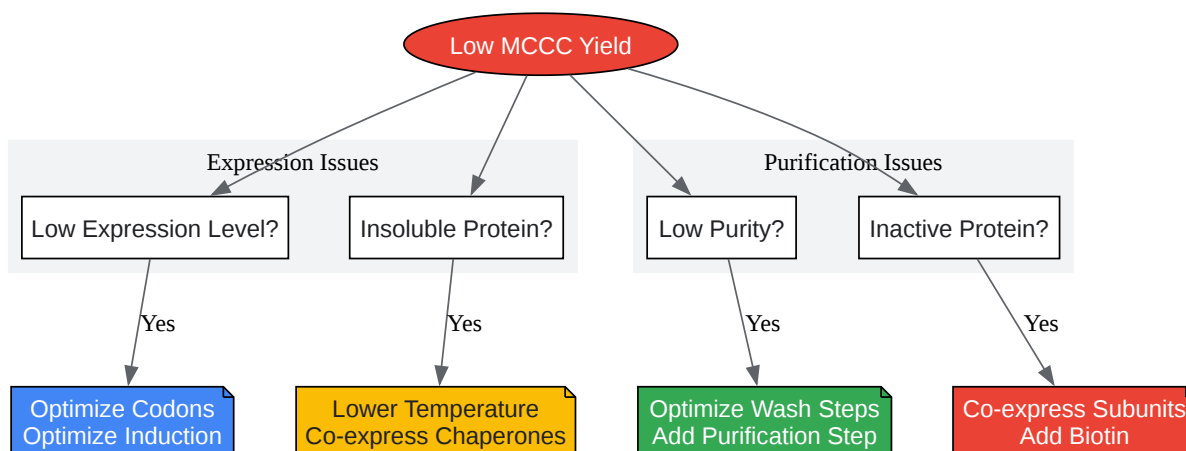 Low MCCC Yield
Expression Issues
Purification Issues
Low Expression Level?
Insoluble Protein?
Low Purity?
Inactive Protein?
Yes
Yes
Yes
Yes
Optimize Codons
Optimize Induction
Lower Temperature
Co-express Chaperones
Optimize Wash Steps
Add Purification Step
Co-express Subunits
Add Biotin